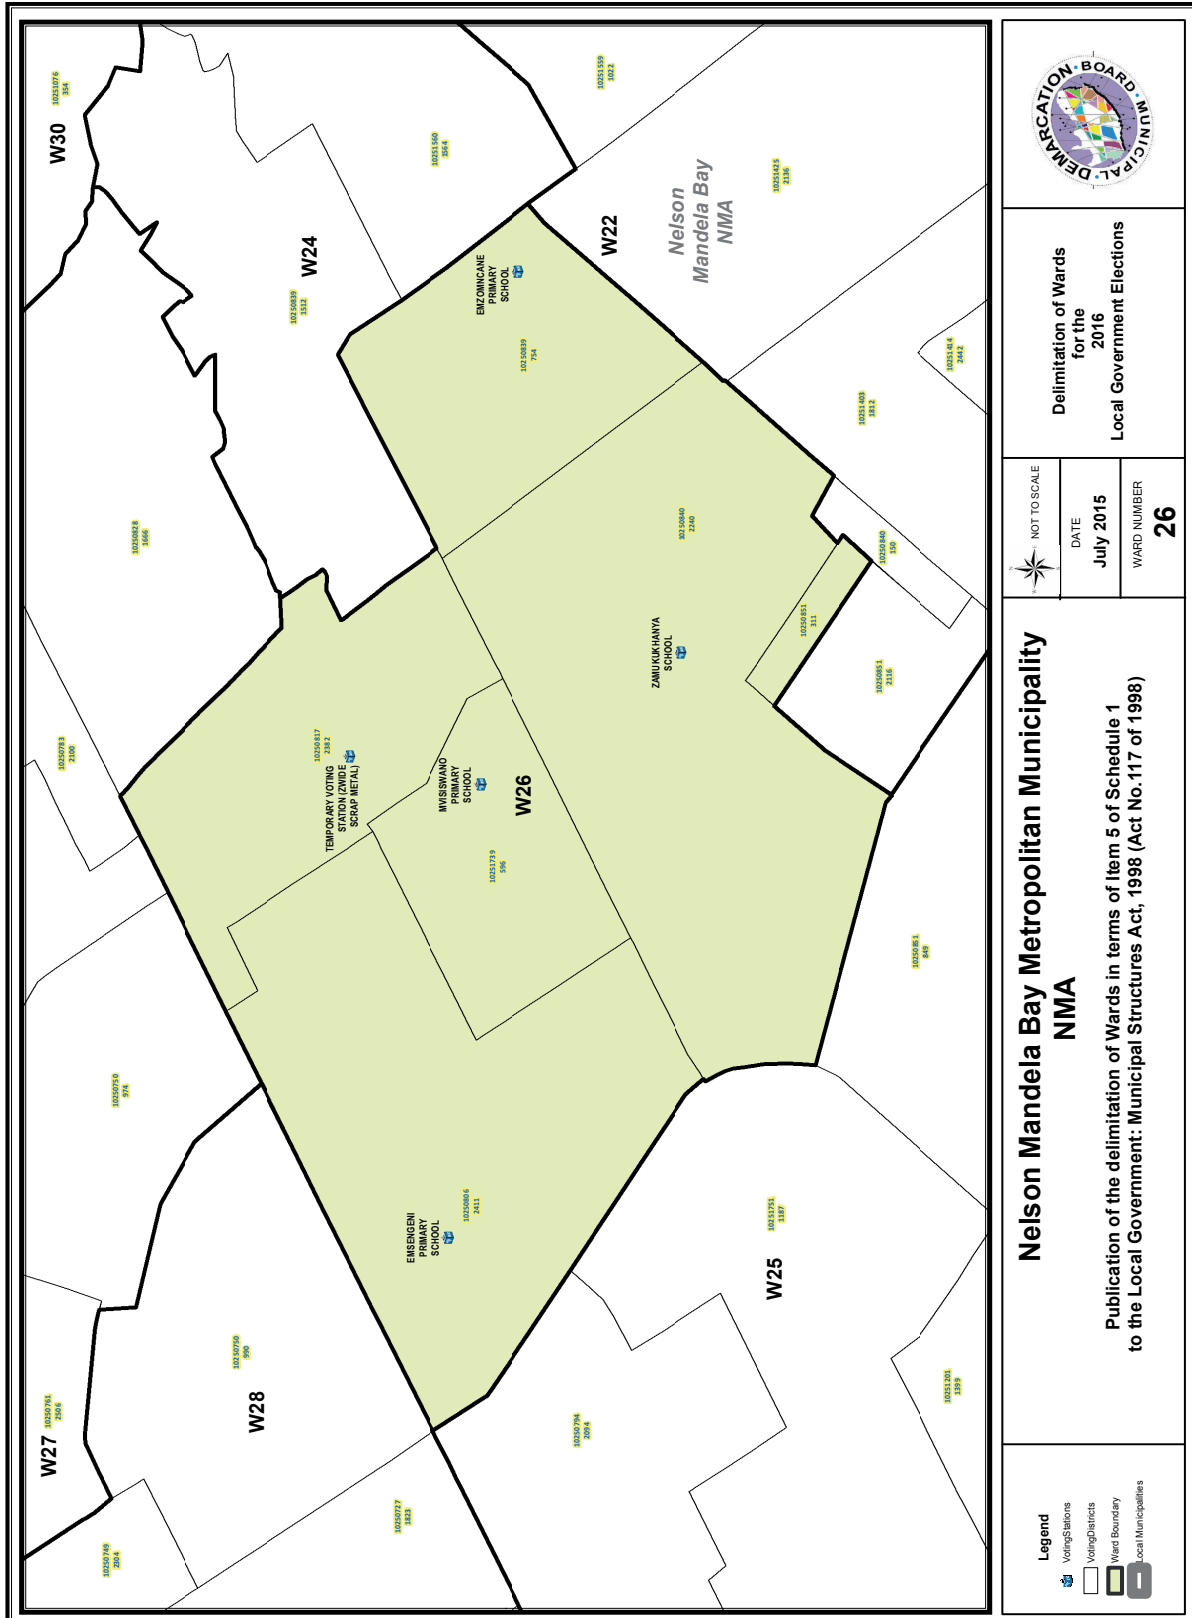 10251076
354
W30
10251559
1022
10251560
1564
10251425
2136
Nelson
Mandela Bay
NMA
W22
W24
10250839
1512
EMZOMNCANE
PRIMARY
SCHOOL
10250839
754
10251414
2442
10251403
1812
10250828
1666
10250840
2240
10250840
150
10250851
311
ZAMUKUKHANYA
SCHOOL
10250851
2116
10250783
2100
10250817
2382
TEMPORARY VOTING
STATION (ZWIDE
SCRAP METAL)
MVISISWANO
PRIMARY
SCHOOL
W26
10251739
596
10250851
849
10250750
974
10250806
2411
EMSENGENI
PRIMARY
SCHOOL
10251751
1187
W25
10250750
990
W28
10250761
2506
W27
10251201
1399
10250794
2094
10250727
1823
10250749
2304
Legend
VotingStations
VotingDistricts
Ward Boundary
Local Municipalities
Nelson Mandela Bay Metropolitan Municipality
NMA
Publication of the delimitation of Wards in terms of Item 5 of Schedule 1
to the Local Government: Municipal Structures Act, 1998 (Act No.117 of 1998)
N
E
S
W
NOT TO SCALE
DATE
July 2015
WARD NUMBER
26
Delimitation of Wards
for the
2016
Local Government Elections
MUNICIPAL · DEMARCATION · BOARD ·